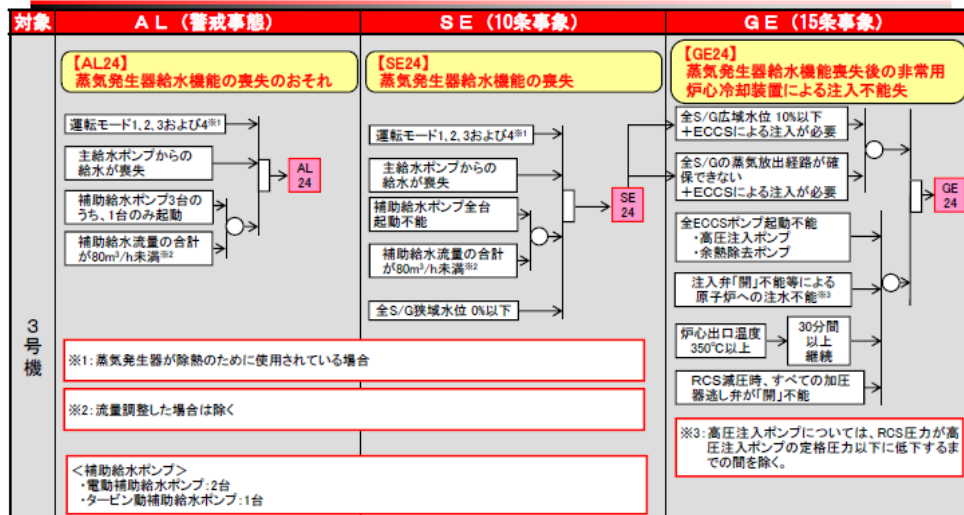 対象
AL(警戒事態)
SE(10条事象)
GE(15条事象)
3号機
【AL24】
蒸気発生器給水機能の喪失のおそれ
運転モード1、2、3および4※1
主給水ポンプからの
給水が喪失
補助給水ポンプ3台の
うち、1台のみ起動
補助給水流量の合計
が80m³/h未満※2
AL
24
【SE24】
蒸気発生器給水機能の喪失
運転モード1、2、3および4※1
主給水ポンプからの
給水が喪失
補助給水ポンプ全台
起動不能
補助給水流量の合計
が80m³/h未満※2
全S/G狭域水位 0%以下
SE
24
【GE24】
蒸気発生器給水機能喪失後の非常用
炉心冷却装置による注入不能失
全S/G広域水位 10%以下
+ECCSによる注入が必要
全S/Gの蒸気放出経路が確
保できない
+ECCSによる注入が必要
全ECCSポンプ起動不能
・高圧注入ポンプ
・余熱除去ポンプ
注入弁「開」不能等による
原子炉への注水不能※3
炉心出口温度
350℃以上
30分間
以上
継続
RCS減圧時、すべての加圧
器逃し弁が「開」不能
GE
24
※1:蒸気発生器が除熱のために使用されている場合
※2:流量調整した場合は除く
<補助給水ポンプ>
・電動補助給水ポンプ:2台
・タービン動補助給水ポンプ:1台
※3:高圧注入ポンプについては、RCS圧力が高
圧注入ポンプの定格圧力以下に低下するま
での間を除く。